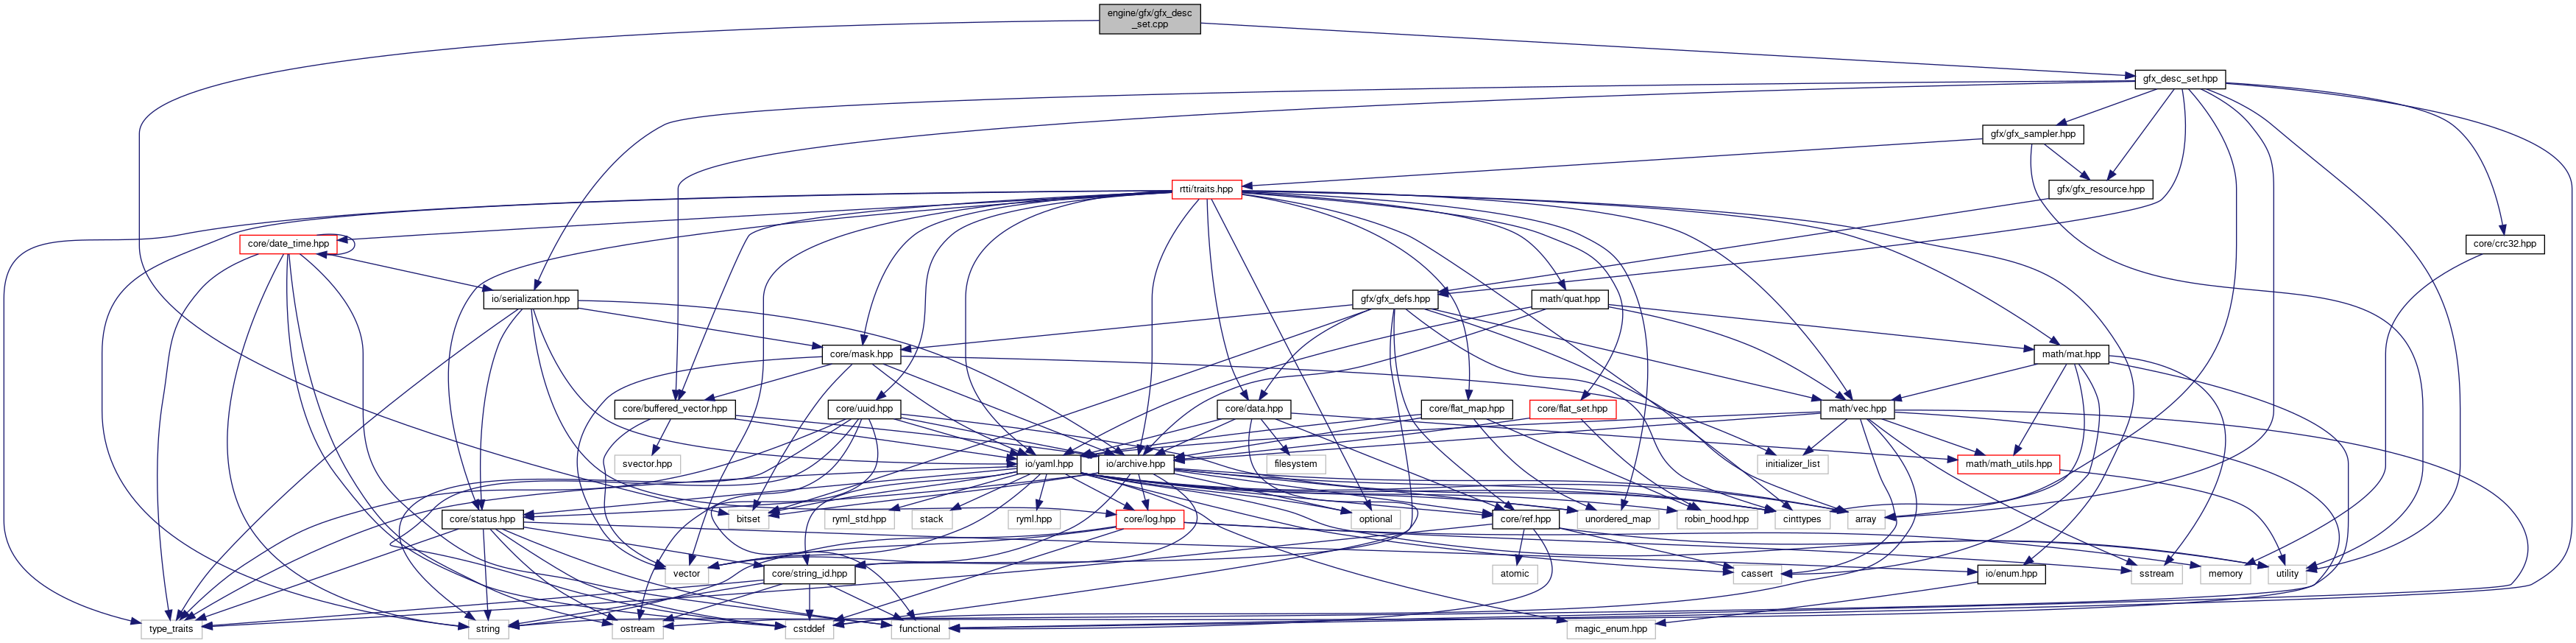 engine/gfx/gfx_desc
_set.cpp
gfx_desc_set.hpp
gfx/gfx_sampler.hpp
rtti/traits.hpp
gfx/gfx_resource.hpp
core/date_time.hpp
core/crc32.hpp
io/serialization.hpp
gfx/gfx_defs.hpp
math/quat.hpp
core/mask.hpp
math/mat.hpp
core/buffered_vector.hpp
core/uuid.hpp
core/data.hpp
core/flat_map.hpp
core/flat_set.hpp
math/vec.hpp
svector.hpp
io/yaml.hpp
io/archive.hpp
filesystem
initializer_list
math/math_utils.hpp
core/status.hpp
bitset
ryml_std.hpp
stack
ryml.hpp
core/log.hpp
optional
core/ref.hpp
unordered_map
robin_hood.hpp
cinttypes
array
vector
core/string_id.hpp
atomic
cassert
io/enum.hpp
sstream
memory
utility
type_traits
string
ostream
cstddef
functional
magic_enum.hpp